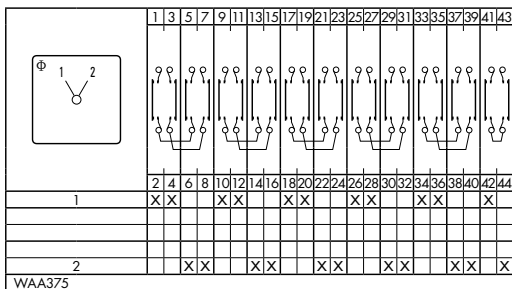 1 3 5 7 9 11 13 15 17 19 21 23 25 27 29 31 33 35 37 39 41 43
Φ
1 2
2 4 6 8 10 12 14 16 18 20 22 24 26 28 30 32 34 36 38 40 42 44
1 X X X X X X X X X X X
2 X X X X X X X X X X X
WAA375